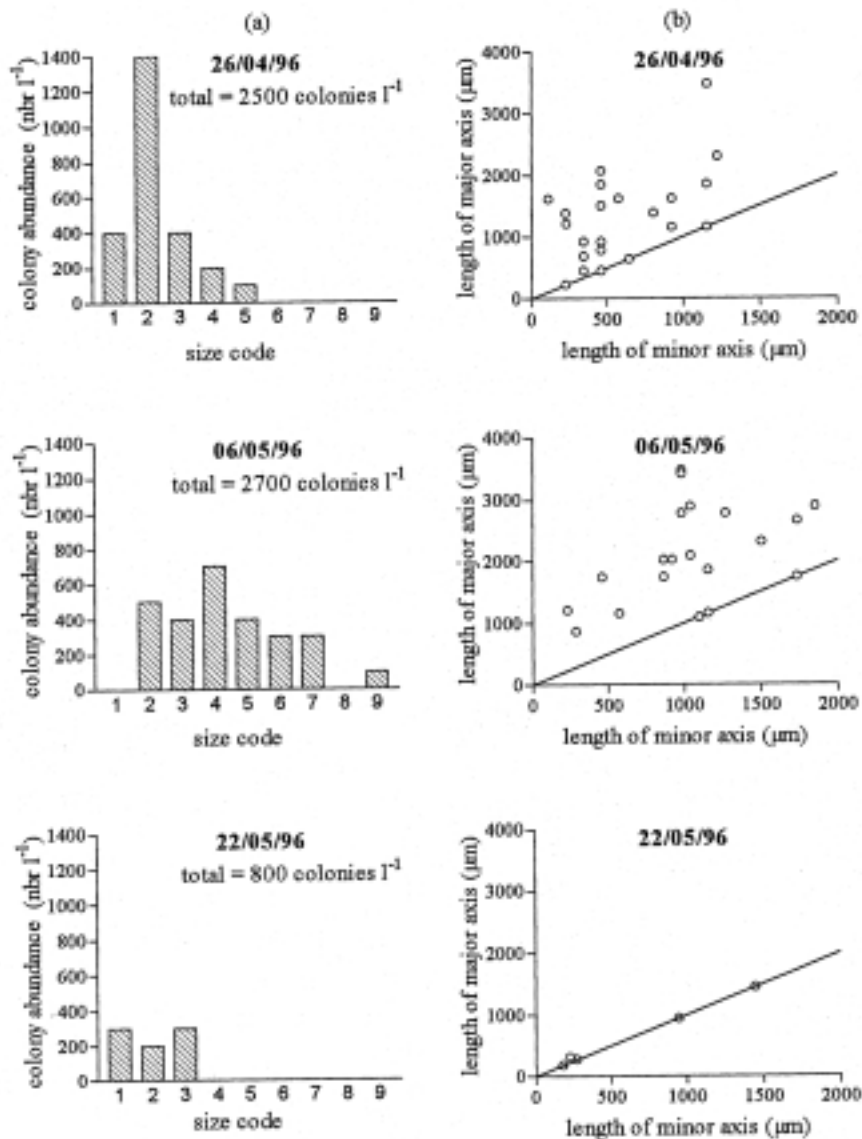 (a)
(b)
1400
1200
1000
800
600
400
200
0
colony abundance (nbr l⁻¹)
26/04/96
total = 2500 colonies l⁻¹
1 2 3 4 5 6 7 8 9
size code
4000
3000
2000
1000
0
length of major axis (µm)
26/04/96
0 500 1000 1500 2000
length of minor axis (µm)
1400
1200
1000
800
600
400
200
0
colony abundance (nbr l⁻¹)
06/05/96
total = 2700 colonies l⁻¹
1 2 3 4 5 6 7 8 9
size code
4000
3000
2000
1000
0
length of major axis (µm)
06/05/96
0 500 1000 1500 2000
length of minor axis (µm)
1400
1200
1000
800
600
400
200
0
colony abundance (nbr l⁻¹)
22/05/96
total = 800 colonies l⁻¹
1 2 3 4 5 6 7 8 9
size code
4000
3000
2000
1000
0
length of major axis (µm)
22/05/96
0 500 1000 1500 2000
length of minor axis (µm)